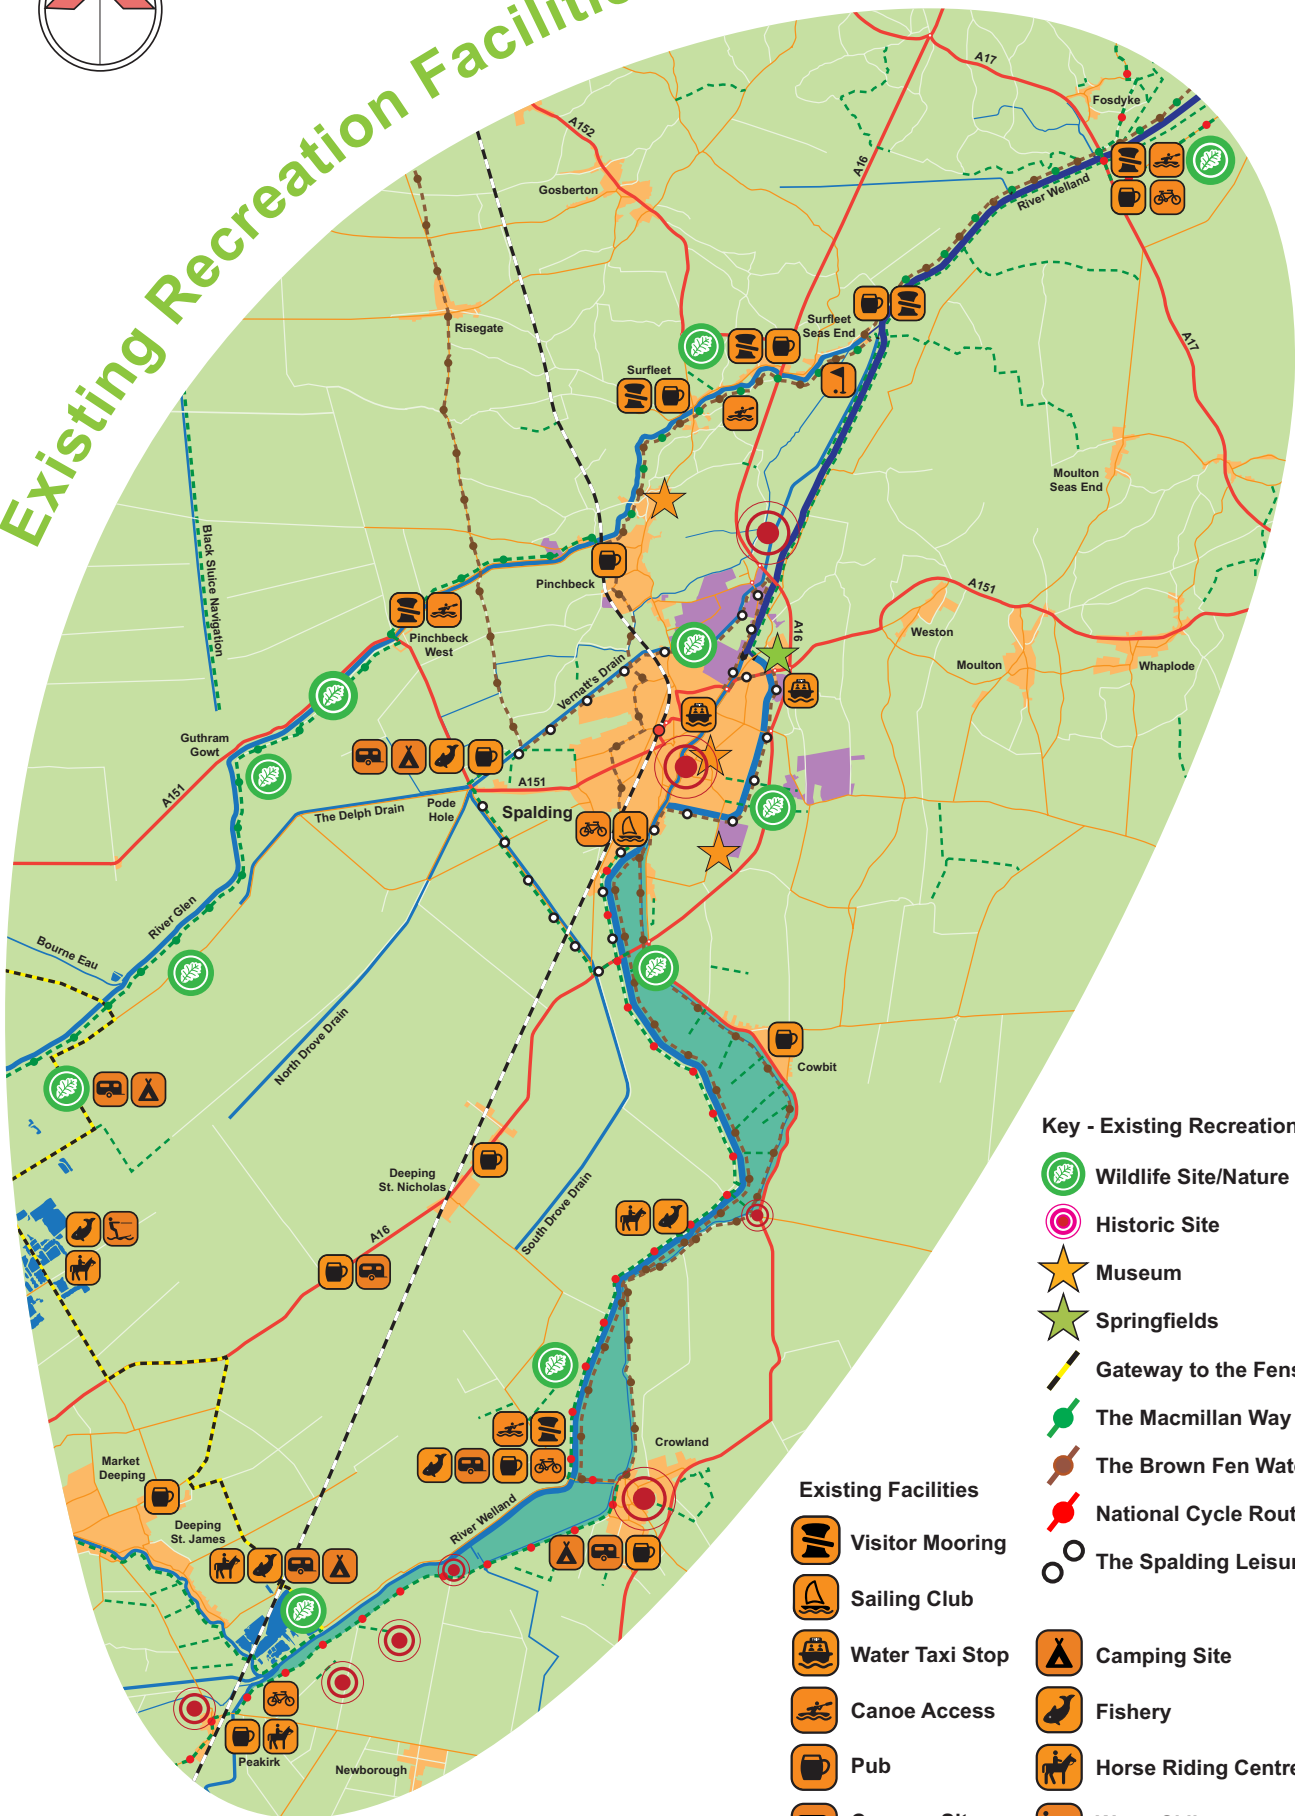 Existing Recreation Facilities
A17
Fosdyke
A152
A16
Gosberton
River Welland
Risegate
Surfleet
Seas End
A17
Surfleet
Moulton
Seas End
Black Sluice Navigation
Pinchbeck
A151
Weston
A16
Pinchbeck
West
Moulton
Whaplode
Vernatt's Drain
Guthram
Gowt
A151
A151
The Delph Drain
Pode
Hole
Spalding
River Glen
Bourne Eau
North Drove Drain
Cowbit
Deeping
St. Nicholas
South Drove Drain
A16
Crowland
Market
Deeping
River Welland
Deeping
St. James
Peakirk
Newborough
Key - Existing Recreation
Wildlife Site/Nature
Historic Site
Museum
Springfields
Gateway to the Fens
The Macmillan Way
The Brown Fen Wat
National Cycle Rout
The Spalding Leisu
Existing Facilities
Visitor Mooring
Sailing Club
Water Taxi Stop
Canoe Access
Pub
Camping Site
Fishery
Horse Riding Centre